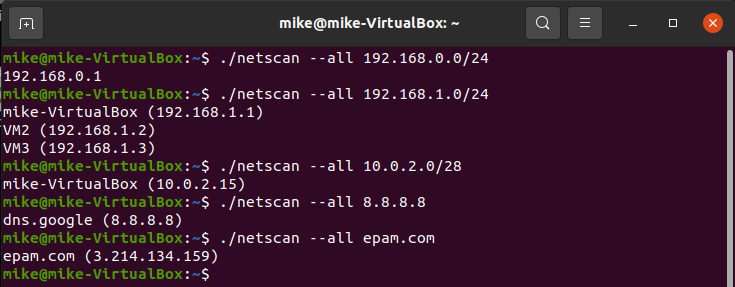 mike@mike-VirtualBox: ~
mike@mike-VirtualBox:~$ ./netscan --all 192.168.0.0/24
192.168.0.1
mike@mike-VirtualBox:~$ ./netscan --all 192.168.1.0/24
mike-VirtualBox (192.168.1.1)
VM2 (192.168.1.2)
VM3 (192.168.1.3)
mike@mike-VirtualBox:~$ ./netscan --all 10.0.2.0/28
mike-VirtualBox (10.0.2.15)
mike@mike-VirtualBox:~$ ./netscan --all 8.8.8.8
dns.google (8.8.8.8)
mike@mike-VirtualBox:~$ ./netscan --all epam.com
epam.com (3.214.134.159)
mike@mike-VirtualBox:~$